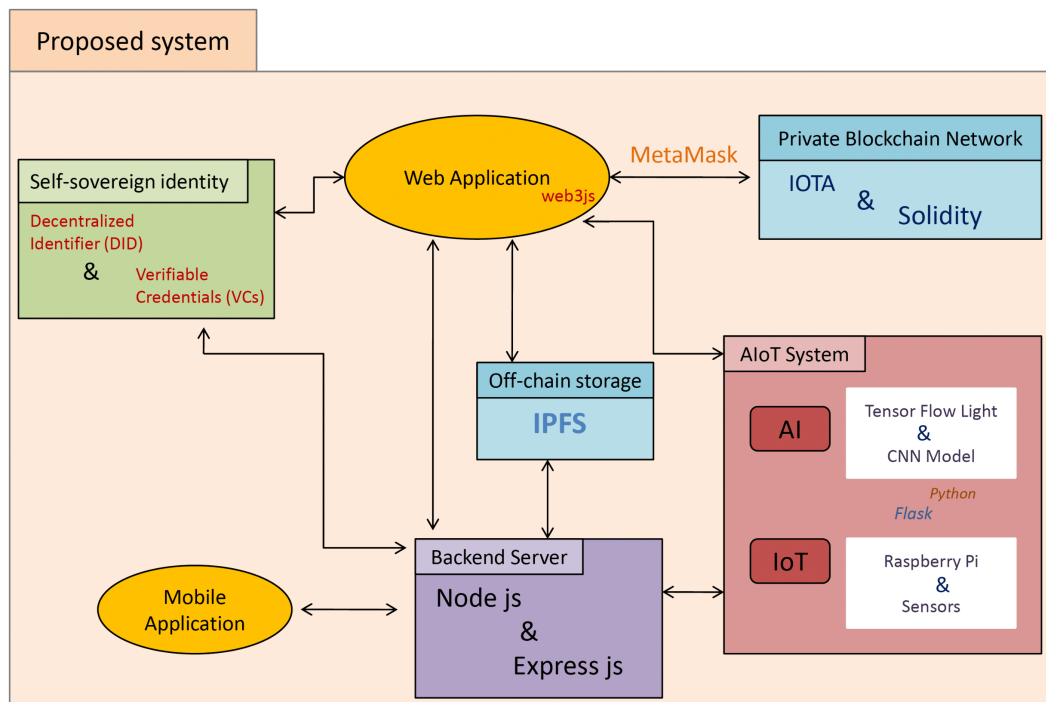 Proposed system
Self-sovereign identity
Decentralized
Identifier (DID)
&
Verifiable
Credentials (VCs)
Web Application
web3js
MetaMask
Private Blockchain Network
IOTA
&
Solidity
Off-chain storage
IPFS
AIoT System
AI
Tensor Flow Light
&
CNN Model
Python
Flask
IoT
Raspberry Pi
&
Sensors
Backend Server
Node js
&
Express js
Mobile
Application